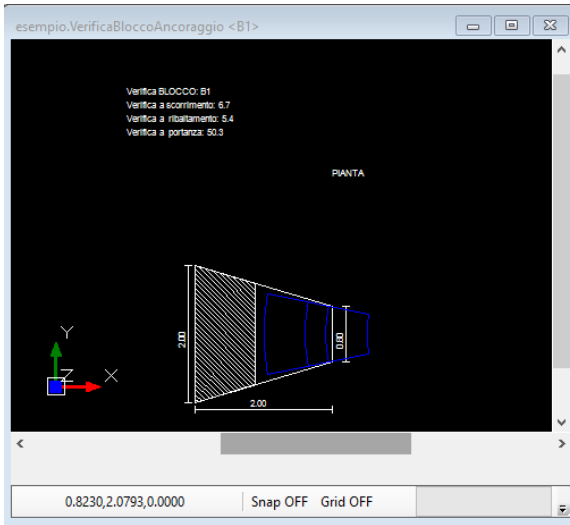 esempio.VerificaBloccoAncoraggio <B1>
Verifica BLOCCO: B1
Verifica a scorrimento: 6.7
Verifica a ribaltamento: 5.4
Verifica a portanza: 50.3
PIANTA
2.00
0.80
2.00
Y
Z
X
0.8230,2.0793,0.0000
Snap OFF Grid OFF